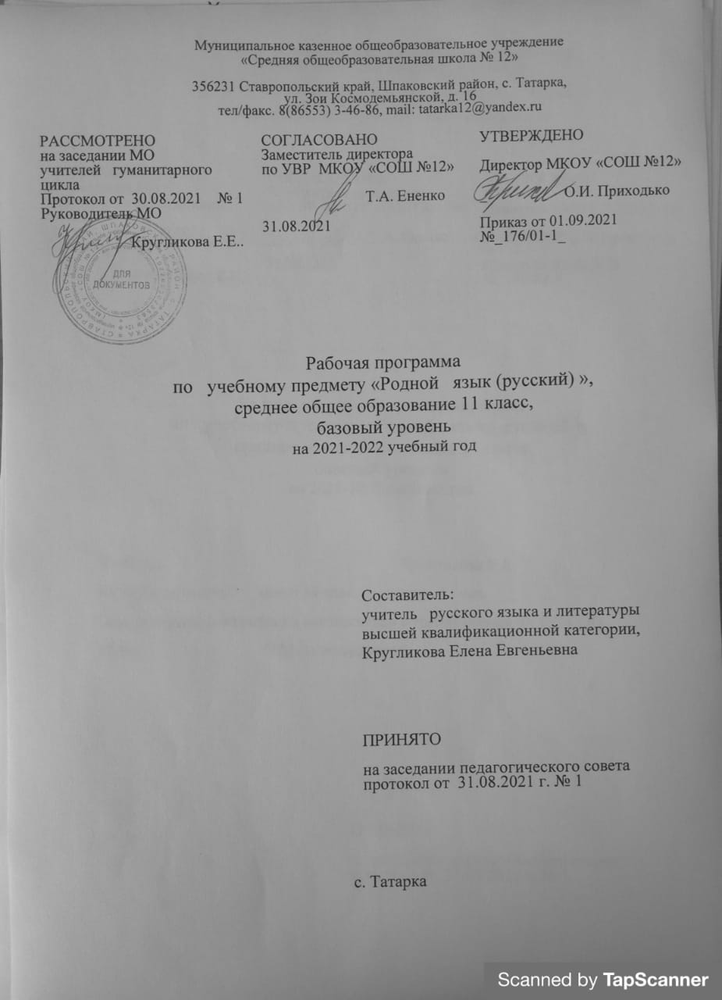 Муниципальное казенное общеобразовательное учреждение
«Средняя общеобразовательная школа № 12»
356231 Ставропольский край, Шпаковский район, с. Татарка,
ул. Зои Космодемьянской, д. 16
тел/факс. 8(86553) 3-46-86, mail: tatarka12@yandex.ru
РАССМОТРЕНО
на заседании МО
учителей гуманитарного
цикла
Протокол от 30.08.2021 № 1
Руководитель МО
Кругликова Е.Е..
СОГЛАСОВАНО
Заместитель директора
по УВР МКОУ «СОШ №12»
Т.А. Ененко
31.08.2021
УТВЕРЖДЕНО
Директор МКОУ «СОШ №12»
О.И. Приходько
Приказ от 01.09.2021
№_176/01-1_
ДЛЯ
ДОКУМЕНТОВ
Рабочая программа
по учебному предмету «Родной язык (русский) »,
среднее общее образование 11 класс,
базовый уровень
на 2021-2022 учебный год
Составитель:
учитель русского языка и литературы
высшей квалификационной категории,
Кругликова Елена Евгеньевна
ПРИНЯТО
на заседании педагогического совета
протокол от 31.08.2021 г. № 1
с. Татарка
Scanned by TapScanner